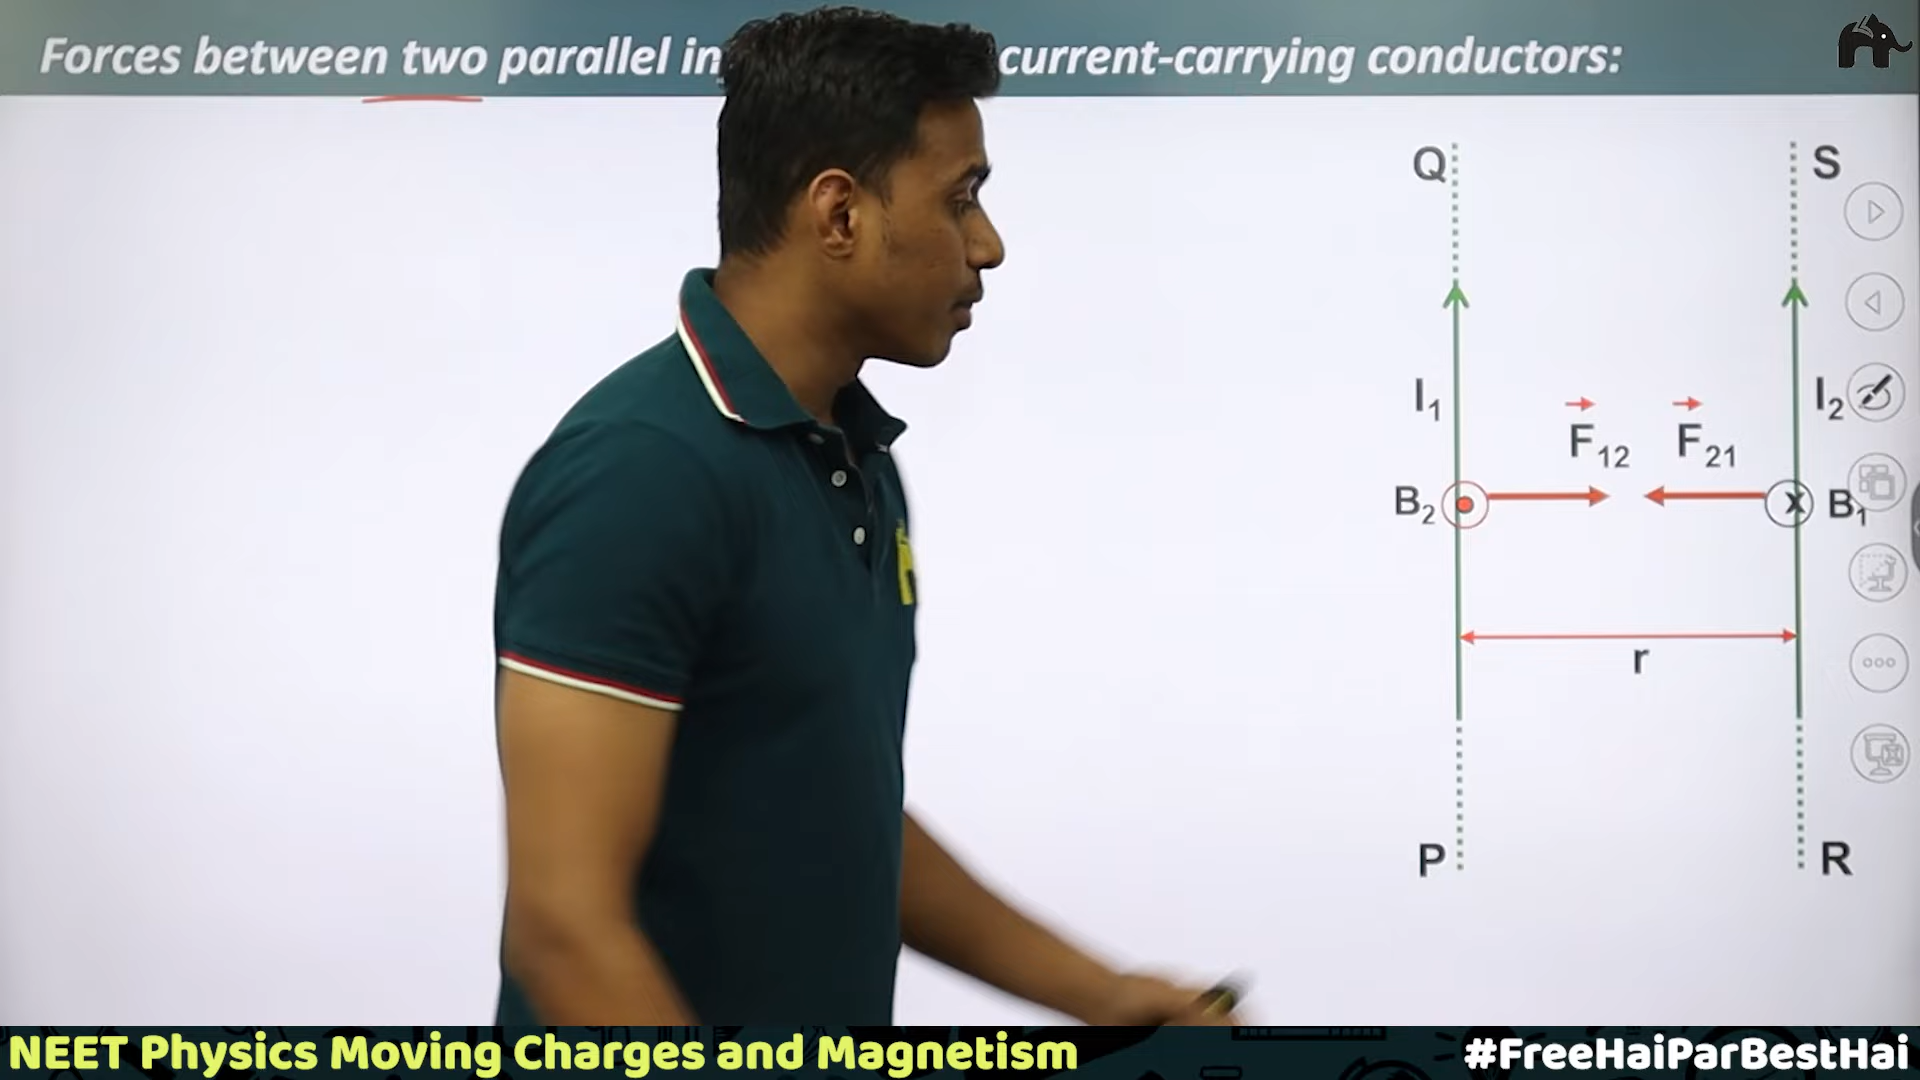 Forces between two parallel in current-carrying conductors:
Q S
I₁ I₂
F₁₂ F₂₁
B₂ X B₁
r
P R
NEET Physics Moving Charges and Magnetism
#FreeHaiParBestHai